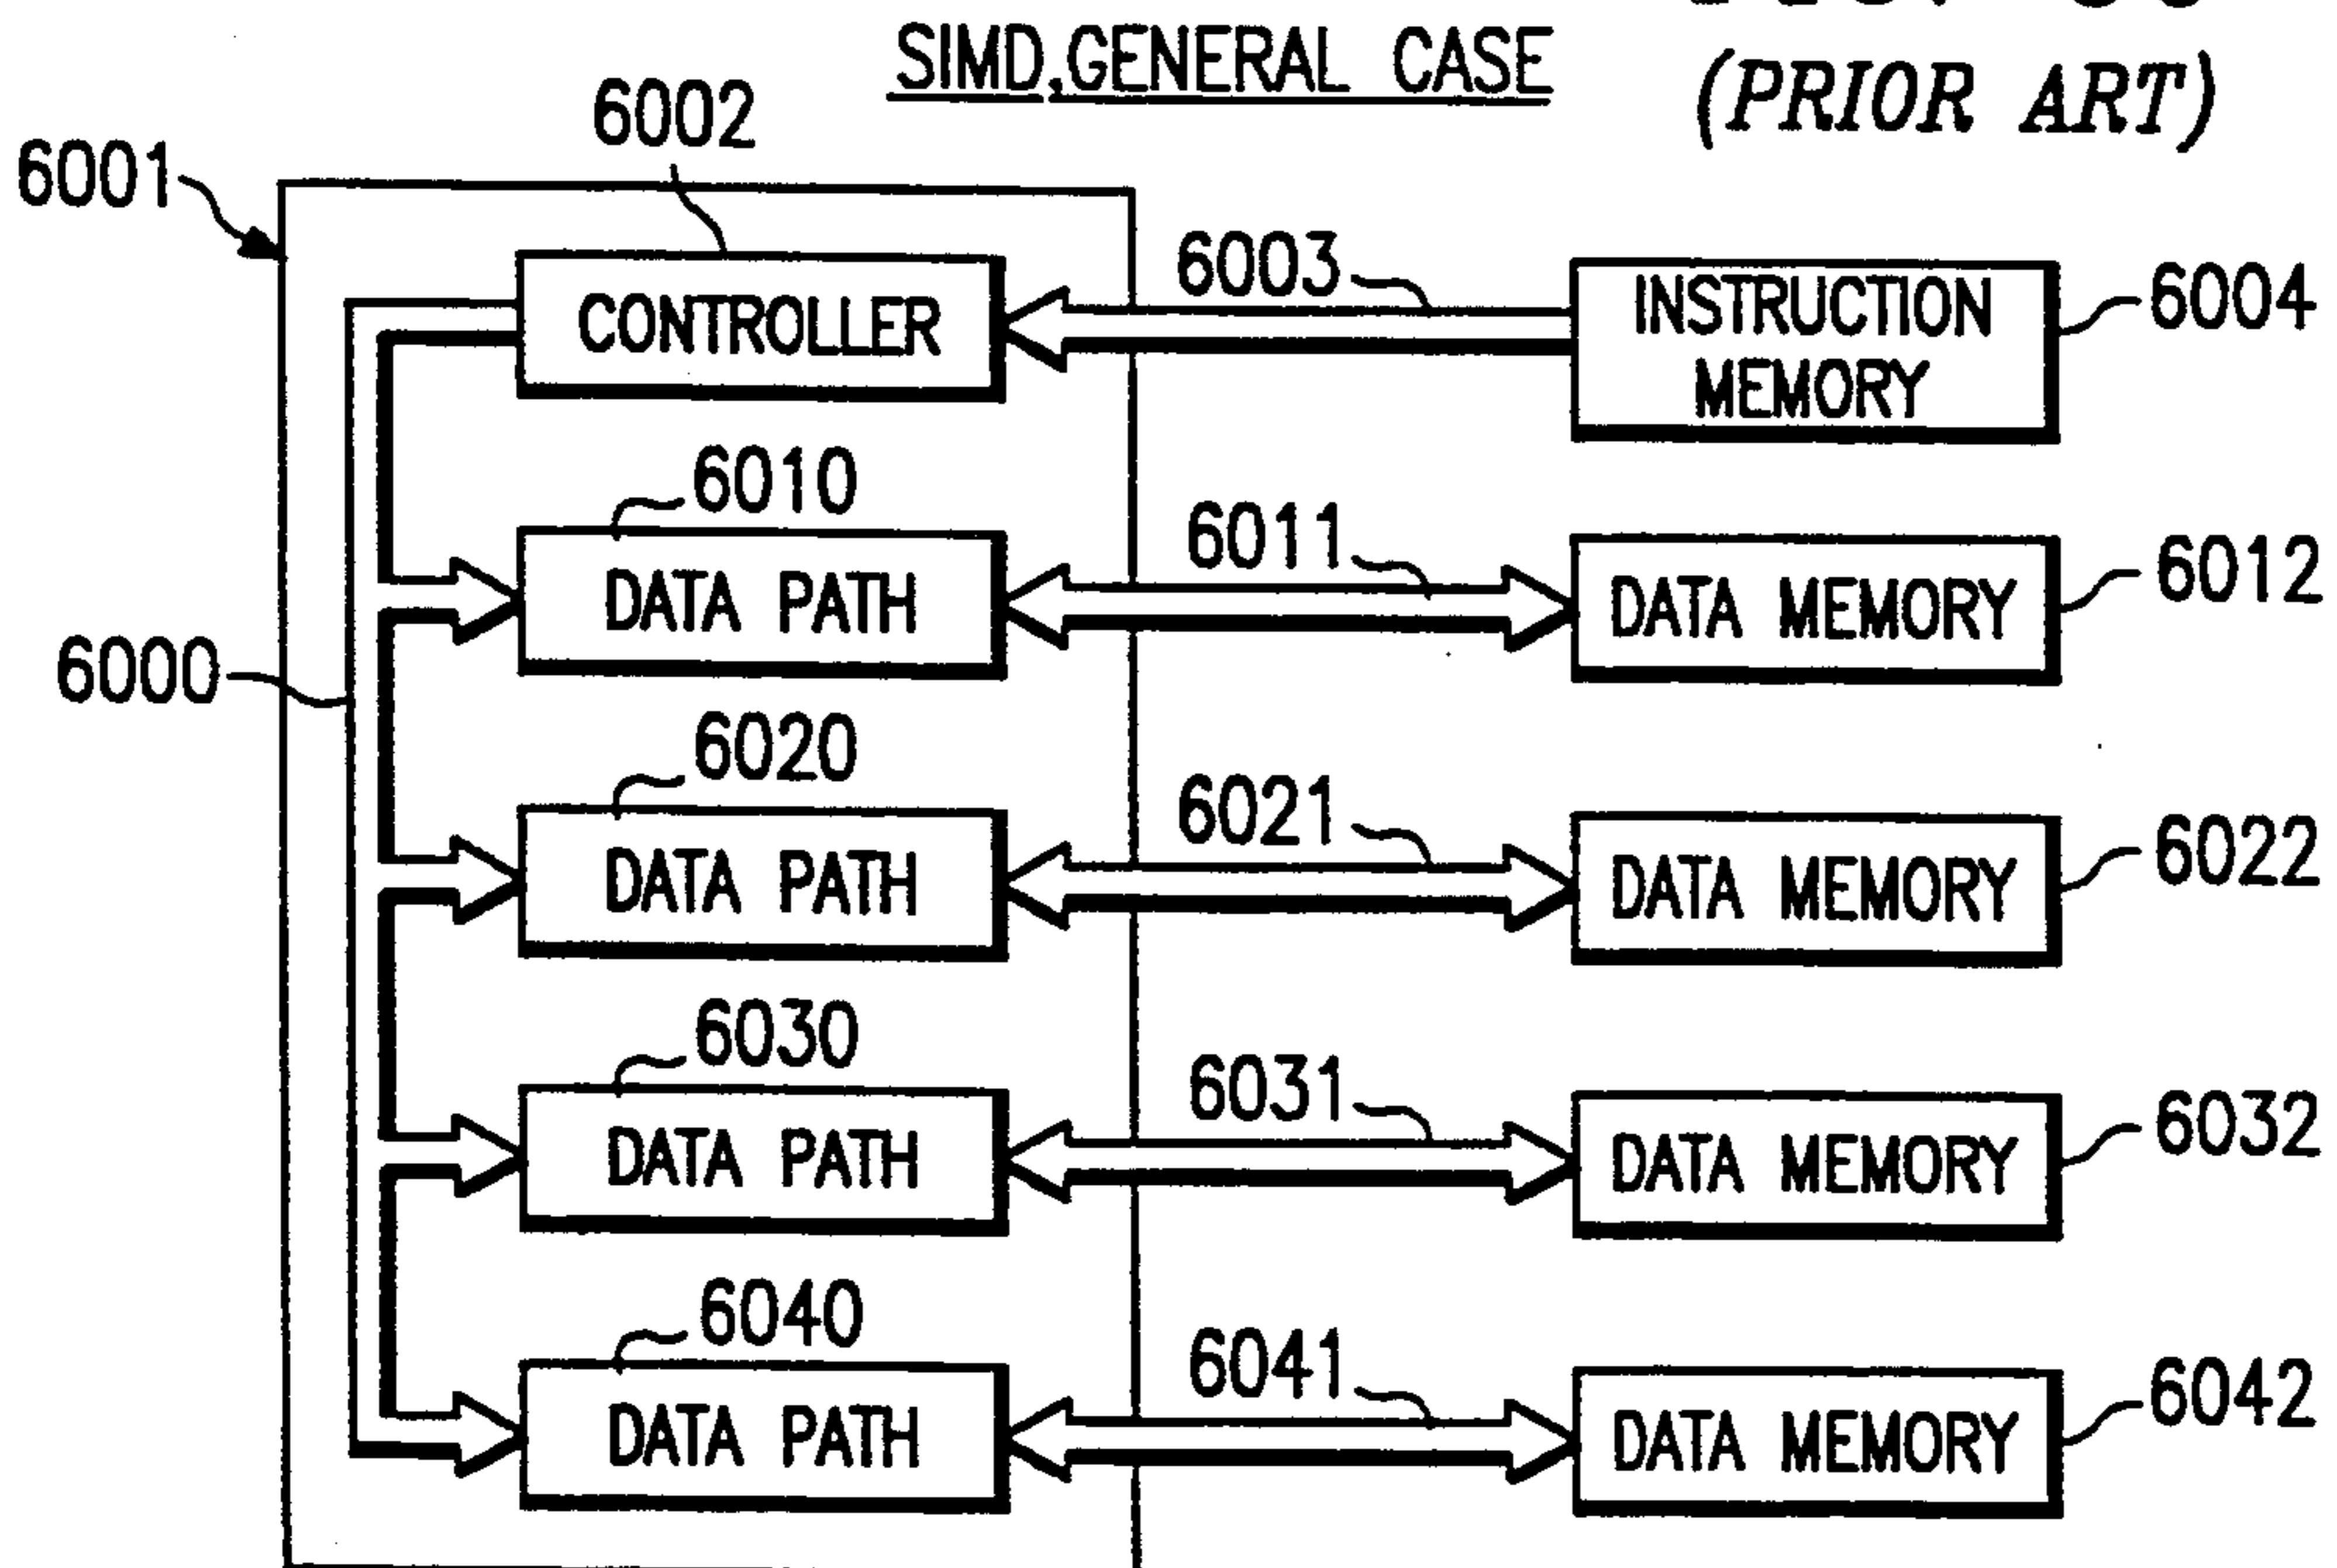 SIMD, GENERAL CASE
(PRIOR ART)
6001
6002
CONTROLLER
6003
INSTRUCTION
MEMORY
6004
6010
DATA PATH
6011
DATA MEMORY
6012
6000
6020
DATA PATH
6021
DATA MEMORY
6022
6030
DATA PATH
6031
DATA MEMORY
6032
6040
DATA PATH
6041
DATA MEMORY
6042